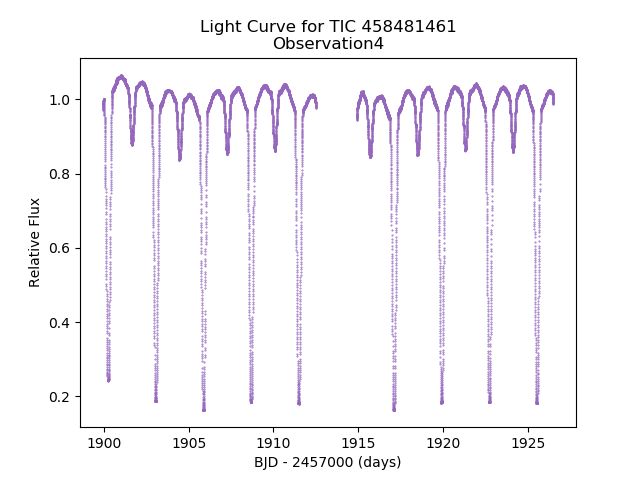 Light Curve for TIC 458481461
Observation4
Relative Flux
1.0
0.8
0.6
0.4
0.2
1900 1905 1910 1915 1920 1925
BJD - 2457000 (days)